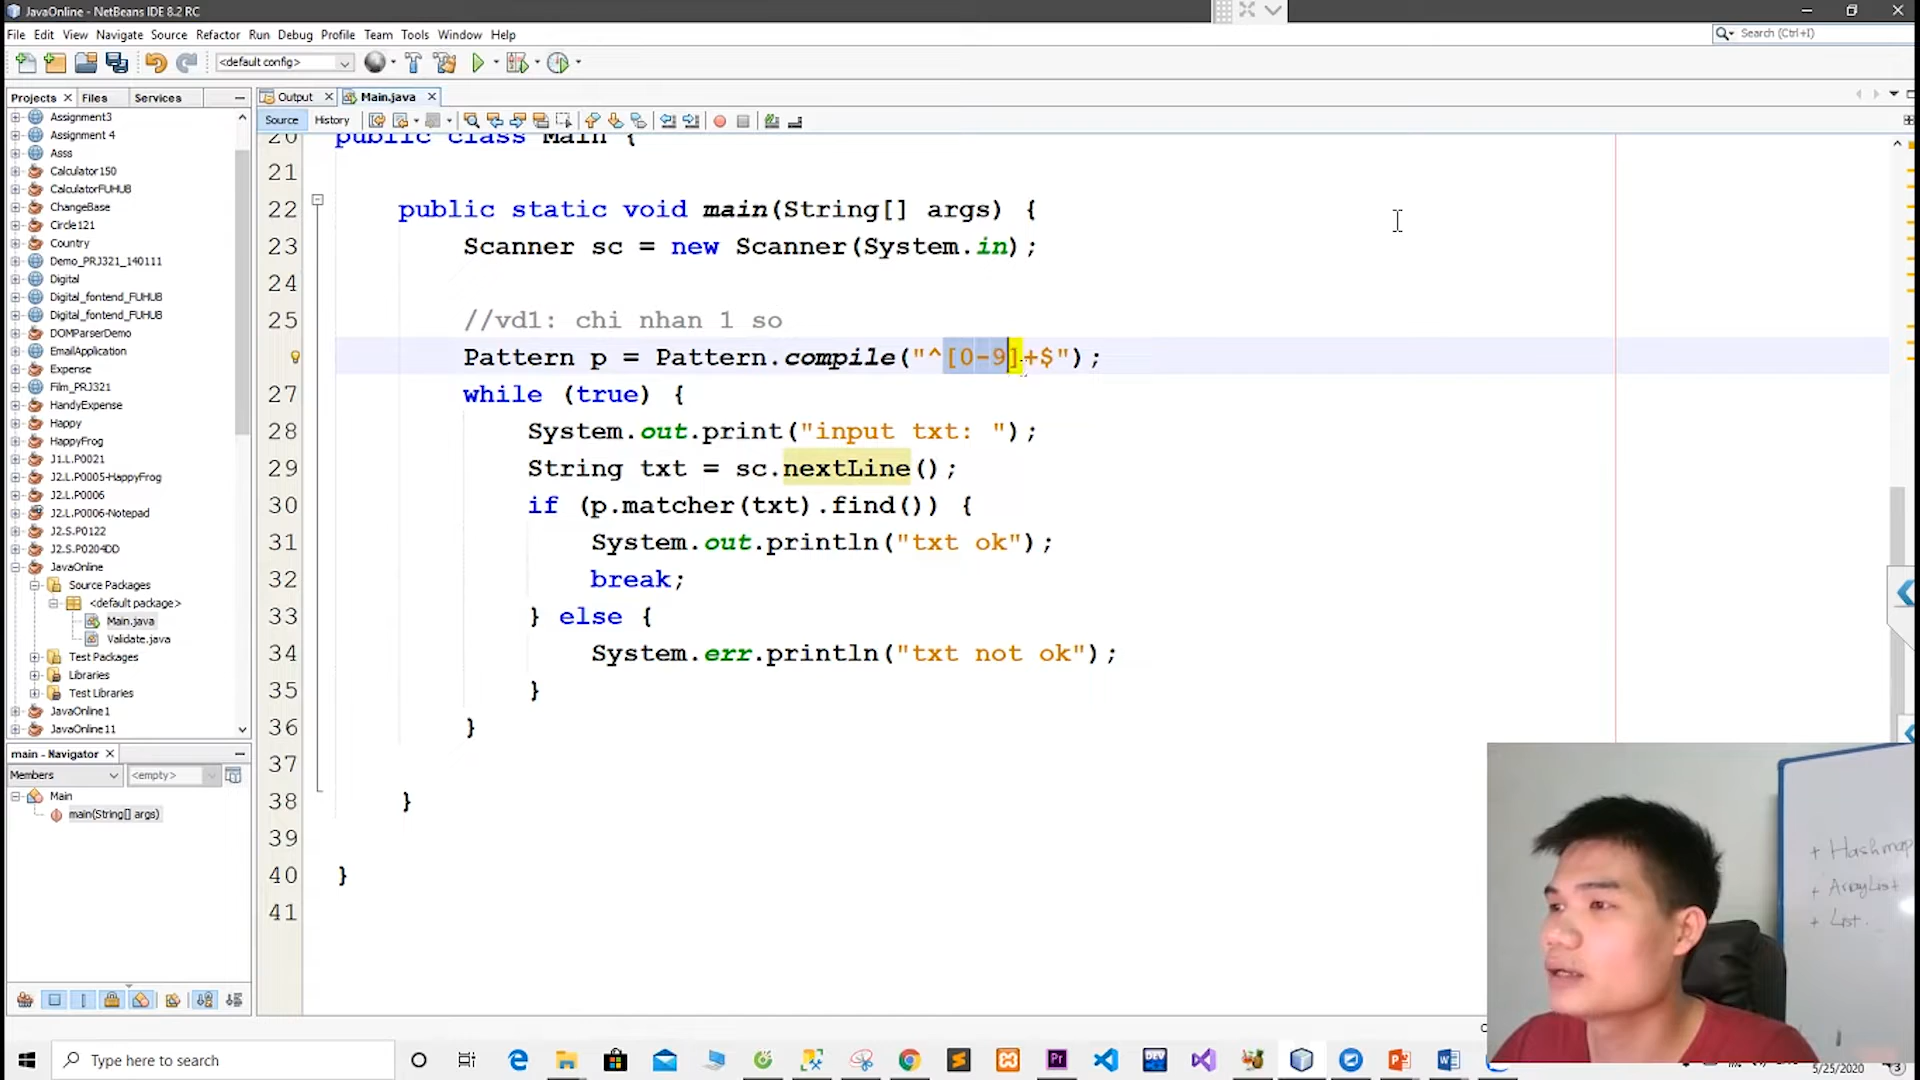 JavaOnline - NetBeans IDE 8.2 RC
File Edit View Navigate Source Refactor Run Debug Profile Team Tools Window Help
Search (Ctrl+I)
<default config>
Projects Files Services
Output Main.java
Source History
Assignment3
Assignment 4
Asss
Calculator150
CalculatorFUHUB
ChangeBase
Circle121
Country
Demo_PRJ321_140111
Digital
Digital_fontend_FUHUB
Digital_fontend_FUHUB
DOMParserDemo
EmailApplication
Expense
Film_PRJ321
HandyExpense
Happy
HappyFrog
J1.L.P0021
J2.L.P0005-HappyFrog
J2.L.P0006
J2.L.P0006-Notepad
J2.S.P0122
J2.S.P0204DD
JavaOnline
Source Packages
<default package>
Main.java
Validate.java
Test Packages
Libraries
Test Libraries
JavaOnline1
JavaOnline11
main - Navigator
Members <empty>
Main
main(String[] args)
20 public class Main {
21
22 public static void main(String[] args) {
23 Scanner sc = new Scanner(System.in);
24
25 //vd1: chi nhan 1 so
Pattern p = Pattern.compile("^[0-9]+$");
27 while (true) {
28 System.out.print("input txt: ");
29 String txt = sc.nextLine();
30 if (p.matcher(txt).find()) {
31 System.out.println("txt ok");
32 break;
33 } else {
34 System.err.println("txt not ok");
35 }
36 }
37
38 }
39
40 }
41
+ Hashmap
+ ArrayList
+ List.
Type here to search
5/25/2020